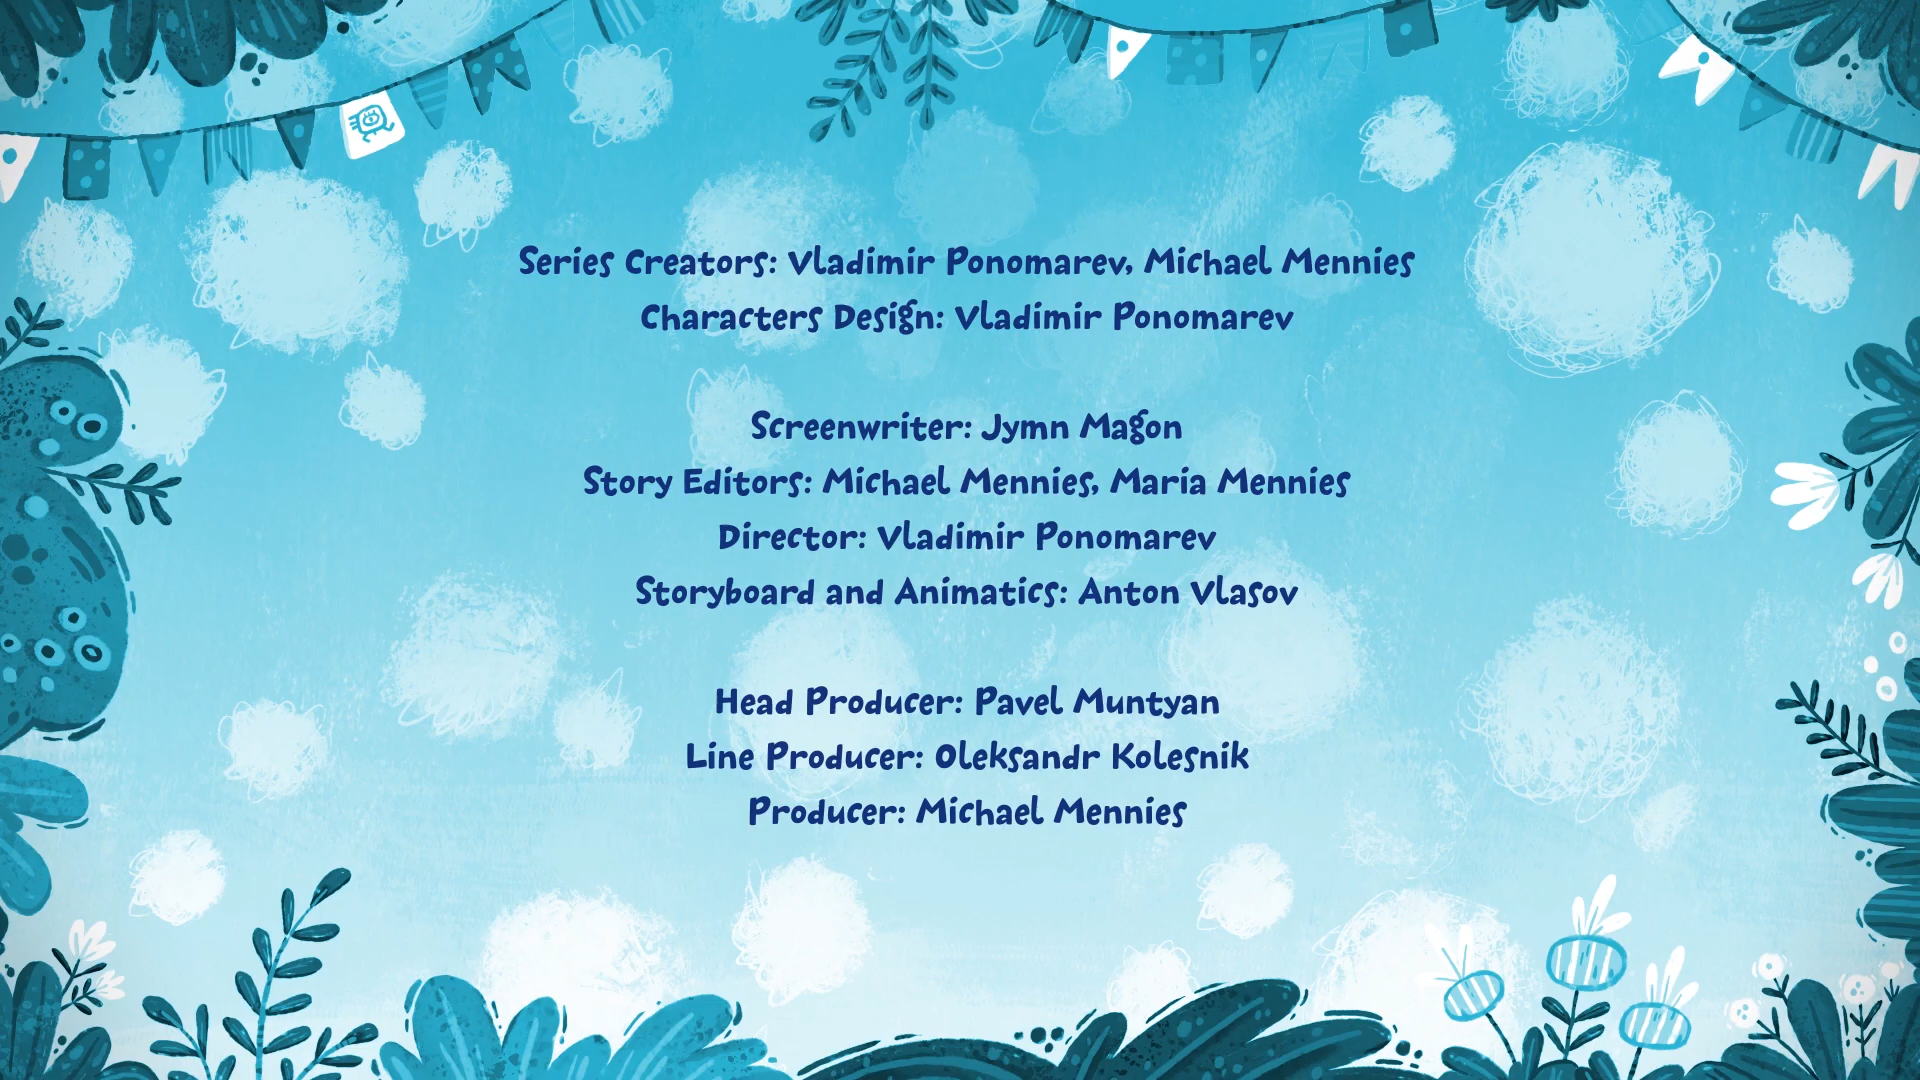 Series Creators: Vladimir Ponomarev, Michael Mennies
Characters Design: Vladimir Ponomarev
Screenwriter: Jymn Magon
Story Editors: Michael Mennies, Maria Mennies
Director: Vladimir Ponomarev
Storyboard and Animatics: Anton Vlasov
Head Producer: Pavel Muntyan
Line Producer: Oleksandr Kolesnik
Producer: Michael Mennies